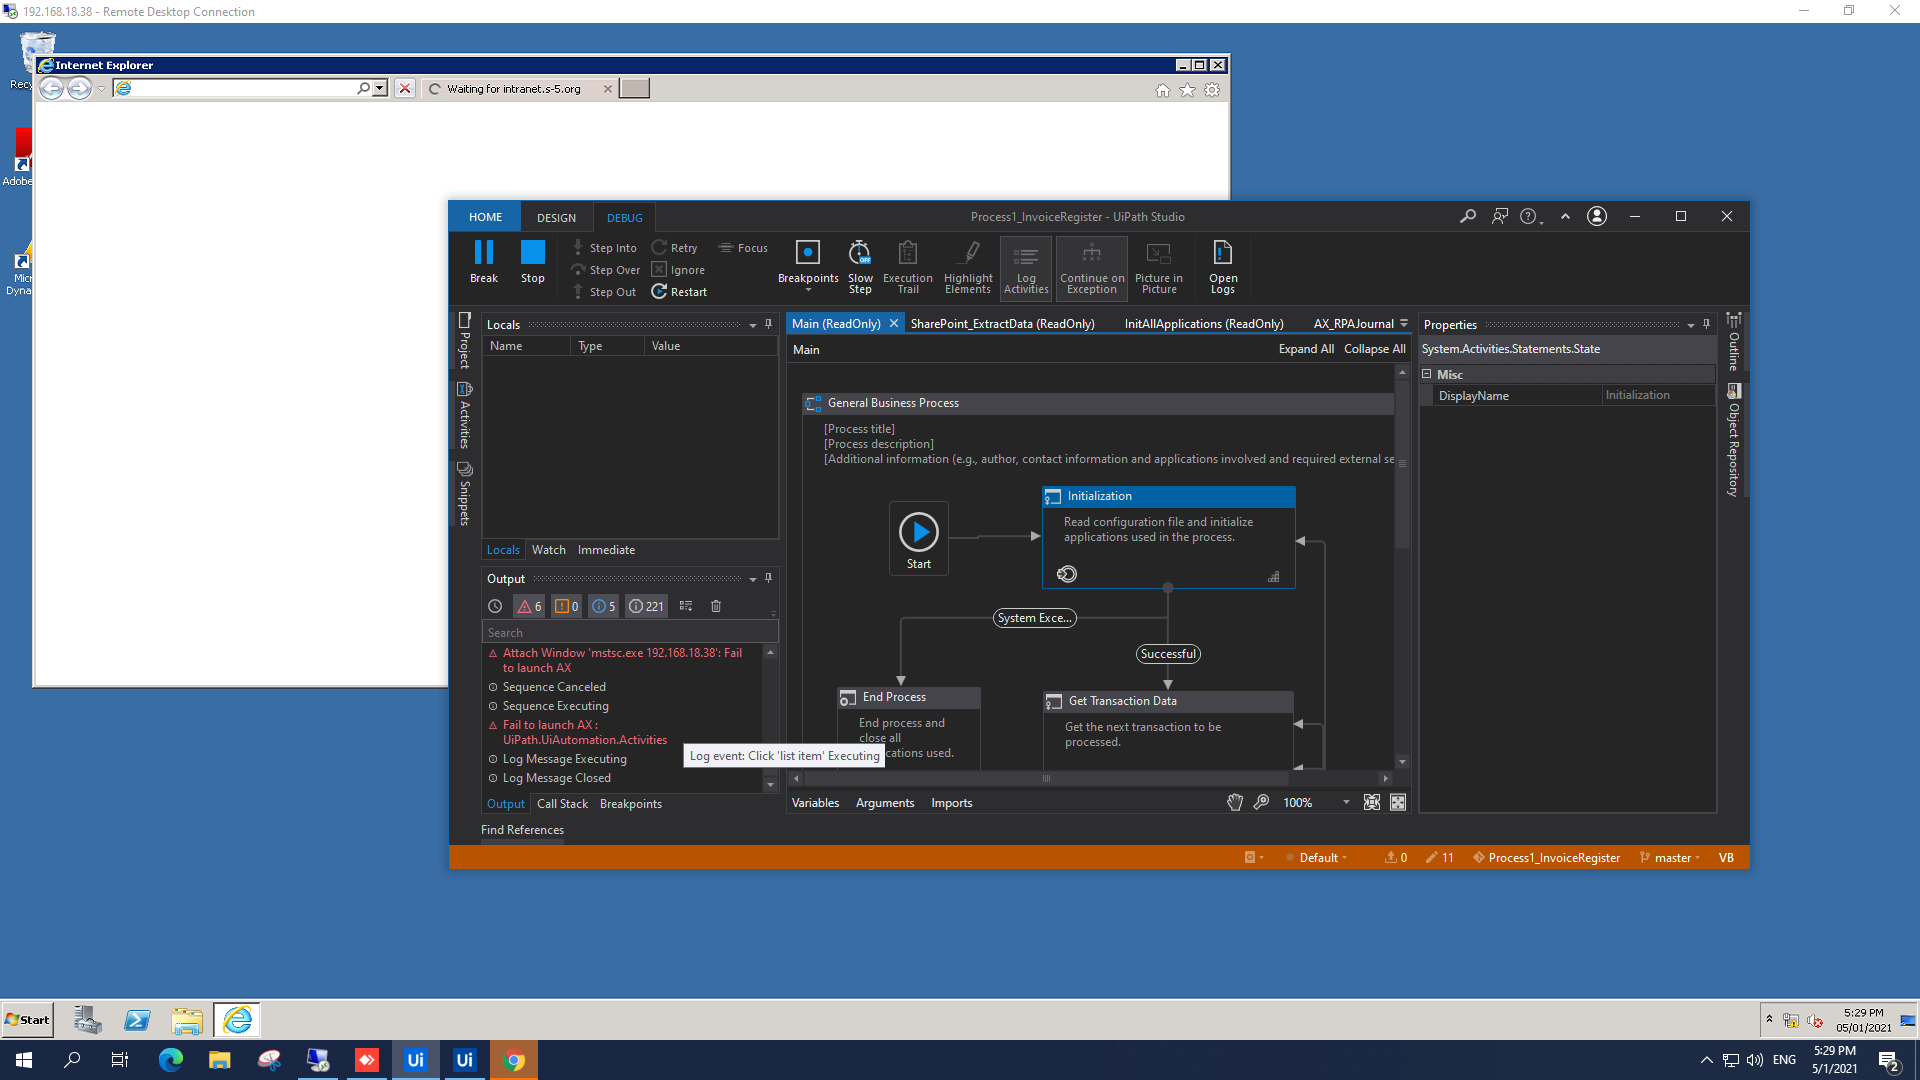 192.168.18.38 - Remote Desktop Connection
Internet Explorer
Waiting for intranet.s-5.org
Recy
Adobe
Micr
Dyna
HOME
DESIGN
DEBUG
Process1_InvoiceRegister - UiPath Studio
Break
Stop
Step Into
Step Over
Step Out
Retry
Ignore
Restart
Focus
Breakpoints
Slow
Step
OFF
Execution
Trail
Highlight
Elements
Log
Activities
Continue on
Exception
Picture in
Picture
Open
Logs
Project
Activities
Snippets
Locals
Name Type Value
Locals Watch Immediate
Output
6 0 5 221
Search
Attach Window 'mstsc.exe 192.168.18.38': Fail
to launch AX
Sequence Canceled
Sequence Executing
Fail to launch AX :
UiPath.UiAutomation.Activities
Log Message Executing
Log Message Closed
Output Call Stack Breakpoints
Find References
Main (ReadOnly)
SharePoint_ExtractData (ReadOnly)
InitAllApplications (ReadOnly)
AX_RPAJournal
Main
Expand All Collapse All
General Business Process
[Process title]
[Process description]
[Additional information (e.g., author, contact information and applications involved and required external se
Start
Initialization
Read configuration file and initialize
applications used in the process.
System Exce...
Successful
End Process
End process and
close all
cations used.
Get Transaction Data
Get the next transaction to be
processed.
Log event: Click 'list item' Executing
Variables Arguments Imports
100%
Properties
System.Activities.Statements.State
Misc
DisplayName Initialization
Outline
Object Repository
Default 0 11 Process1_InvoiceRegister master VB
Start
5:29 PM
05/01/2021
Ui
Ui
ENG
5:29 PM
5/1/2021
2